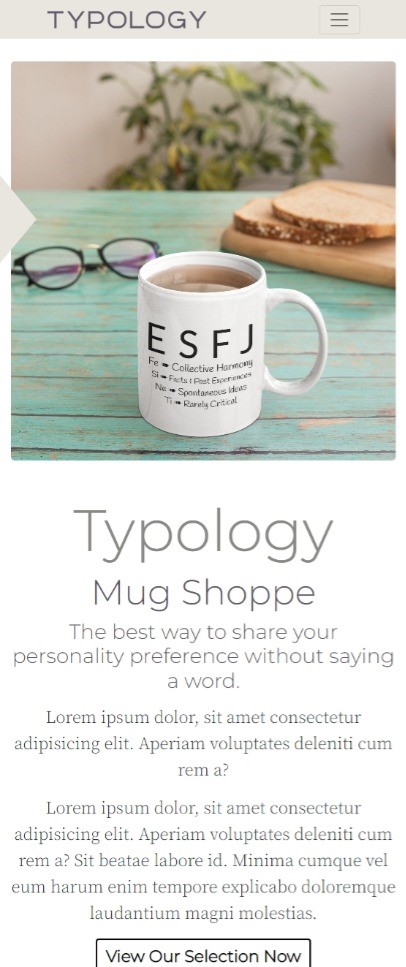 TYPOLOGY
ESFJ
Fe ➠ Collective Harmony
Si ➠ Facts & Past Experiences
Ne ➠ Spontaneous Ideas
Ti ➠ Rarely Critical
Typology
Mug Shoppe
The best way to share your
personality preference without saying
a word.
Lorem ipsum dolor, sit amet consectetur
adipisicing elit. Aperiam voluptates deleniti cum
rem a?
Lorem ipsum dolor, sit amet consectetur
adipisicing elit. Aperiam voluptates deleniti cum
rem a? Sit beatae labore id. Minima cumque vel
eum harum enim tempore explicabo doloremque
laudantium magni molestias.
View Our Selection Now